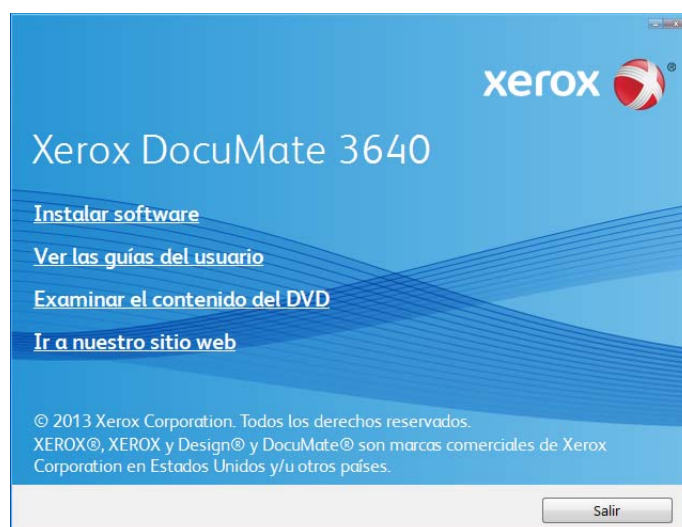 xerox ®
Xerox DocuMate 3640
Instalar software
Ver las guías del usuario
Examinar el contenido del DVD
Ir a nuestro sitio web
© 2013 Xerox Corporation. Todos los derechos reservados.
XEROX®, XEROX y Design® y DocuMate® son marcas comerciales de Xerox
Corporation en Estados Unidos y/u otros países.
Salir